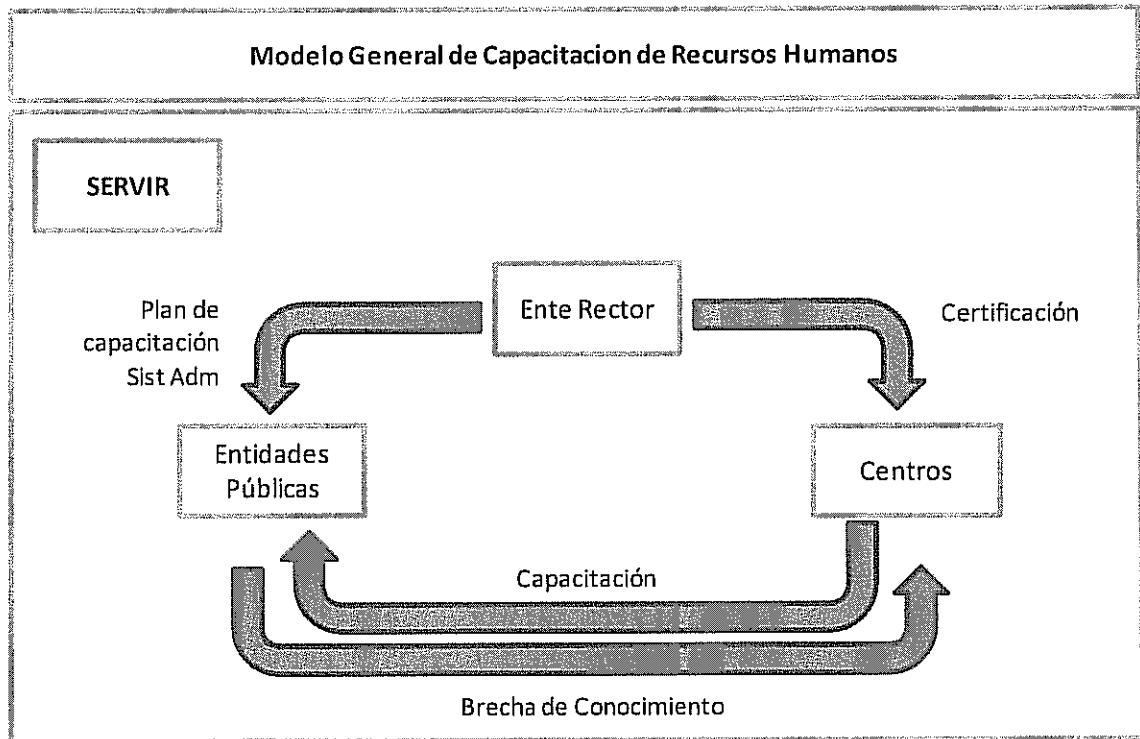 Modelo General de Capacitacion de Recursos Humanos
SERVIR
Ente Rector
Plan de
capacitación
Sist Adm
Certificación
Entidades
Públicas
Centros
Capacitación
Brecha de Conocimiento